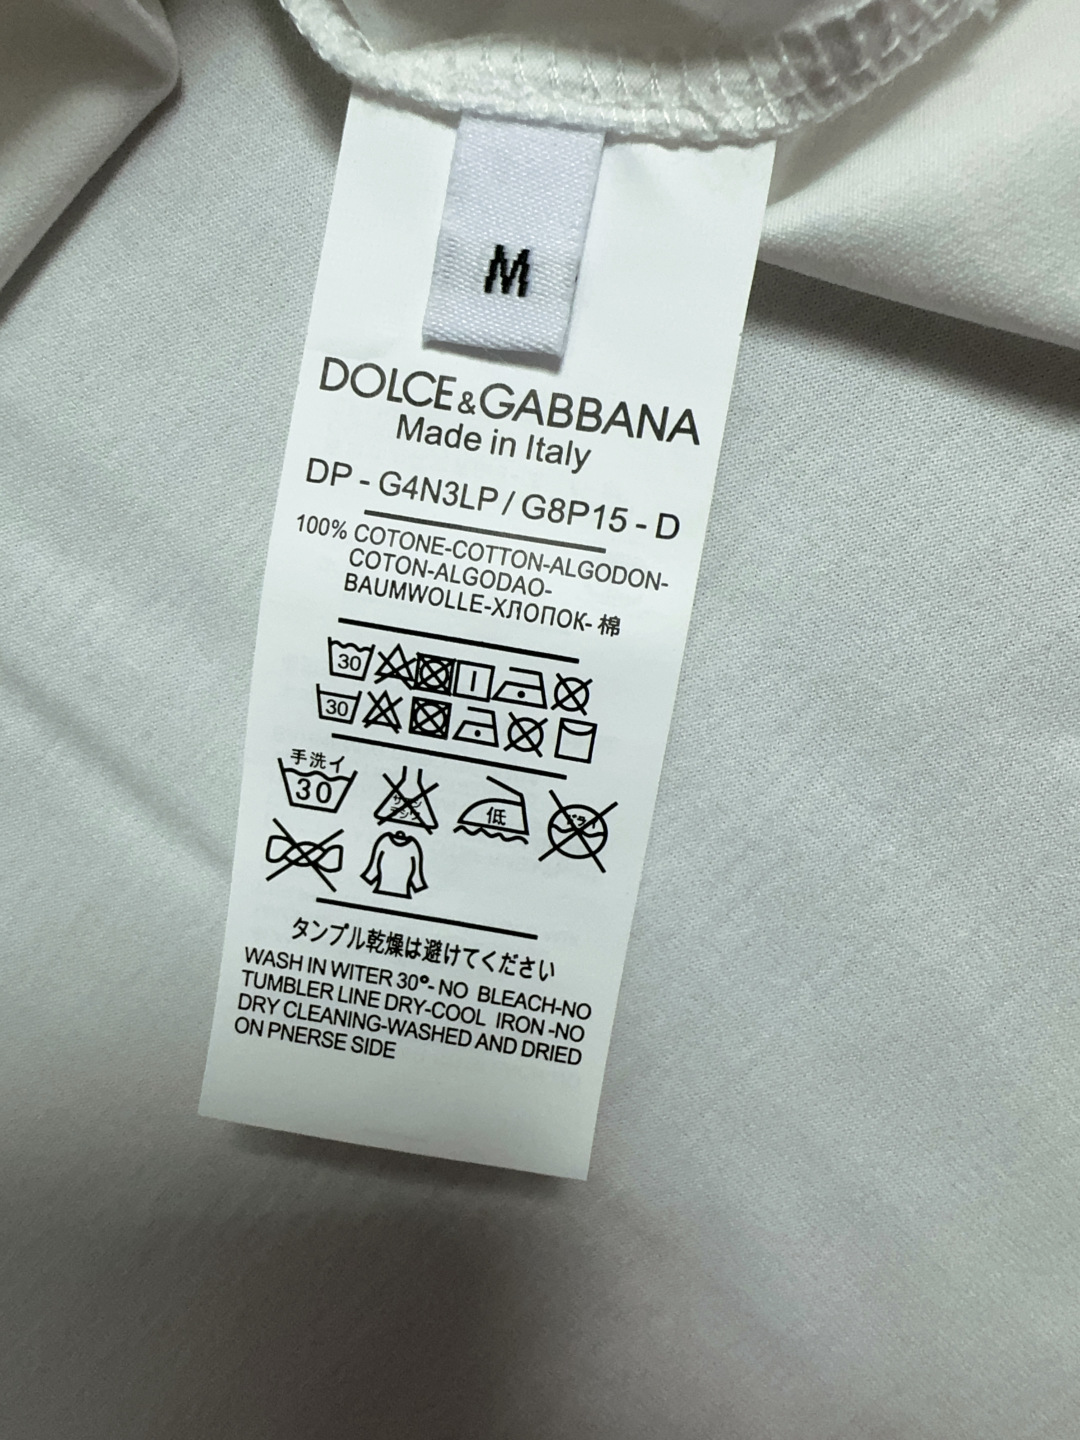 M
DOLCE&GABBANA
Made in Italy
DP - G4N3LP / G8P15 - D
100% COTONE-COTTON-ALGODON-
COTON-ALGODAO-
BAUMWOLLE-ХЛОПОК- 棉
30
30
手洗イ
30
低
ドライ
タンプル乾燥は避けてください
WASH IN WITER 30°- NO BLEACH-NO
TUMBLER LINE DRY-COOL IRON -NO
DRY CLEANING-WASHED AND DRIED
ON PNERSE SIDE